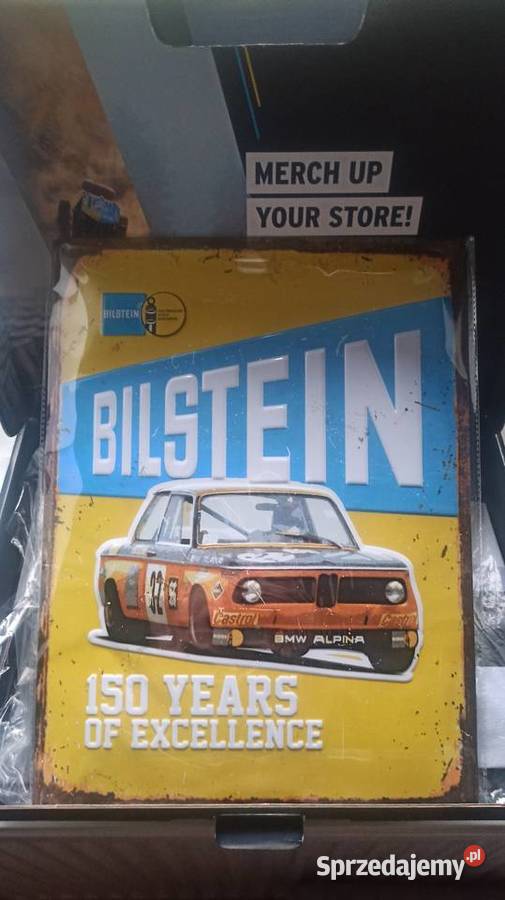 MERCH UP
YOUR STORE!
BILSTEIN
BILSTEIN
32
Castrol
BMW ALPINA
Castrol
150 YEARS
OF EXCELLENCE
Sprzedajemy.pl